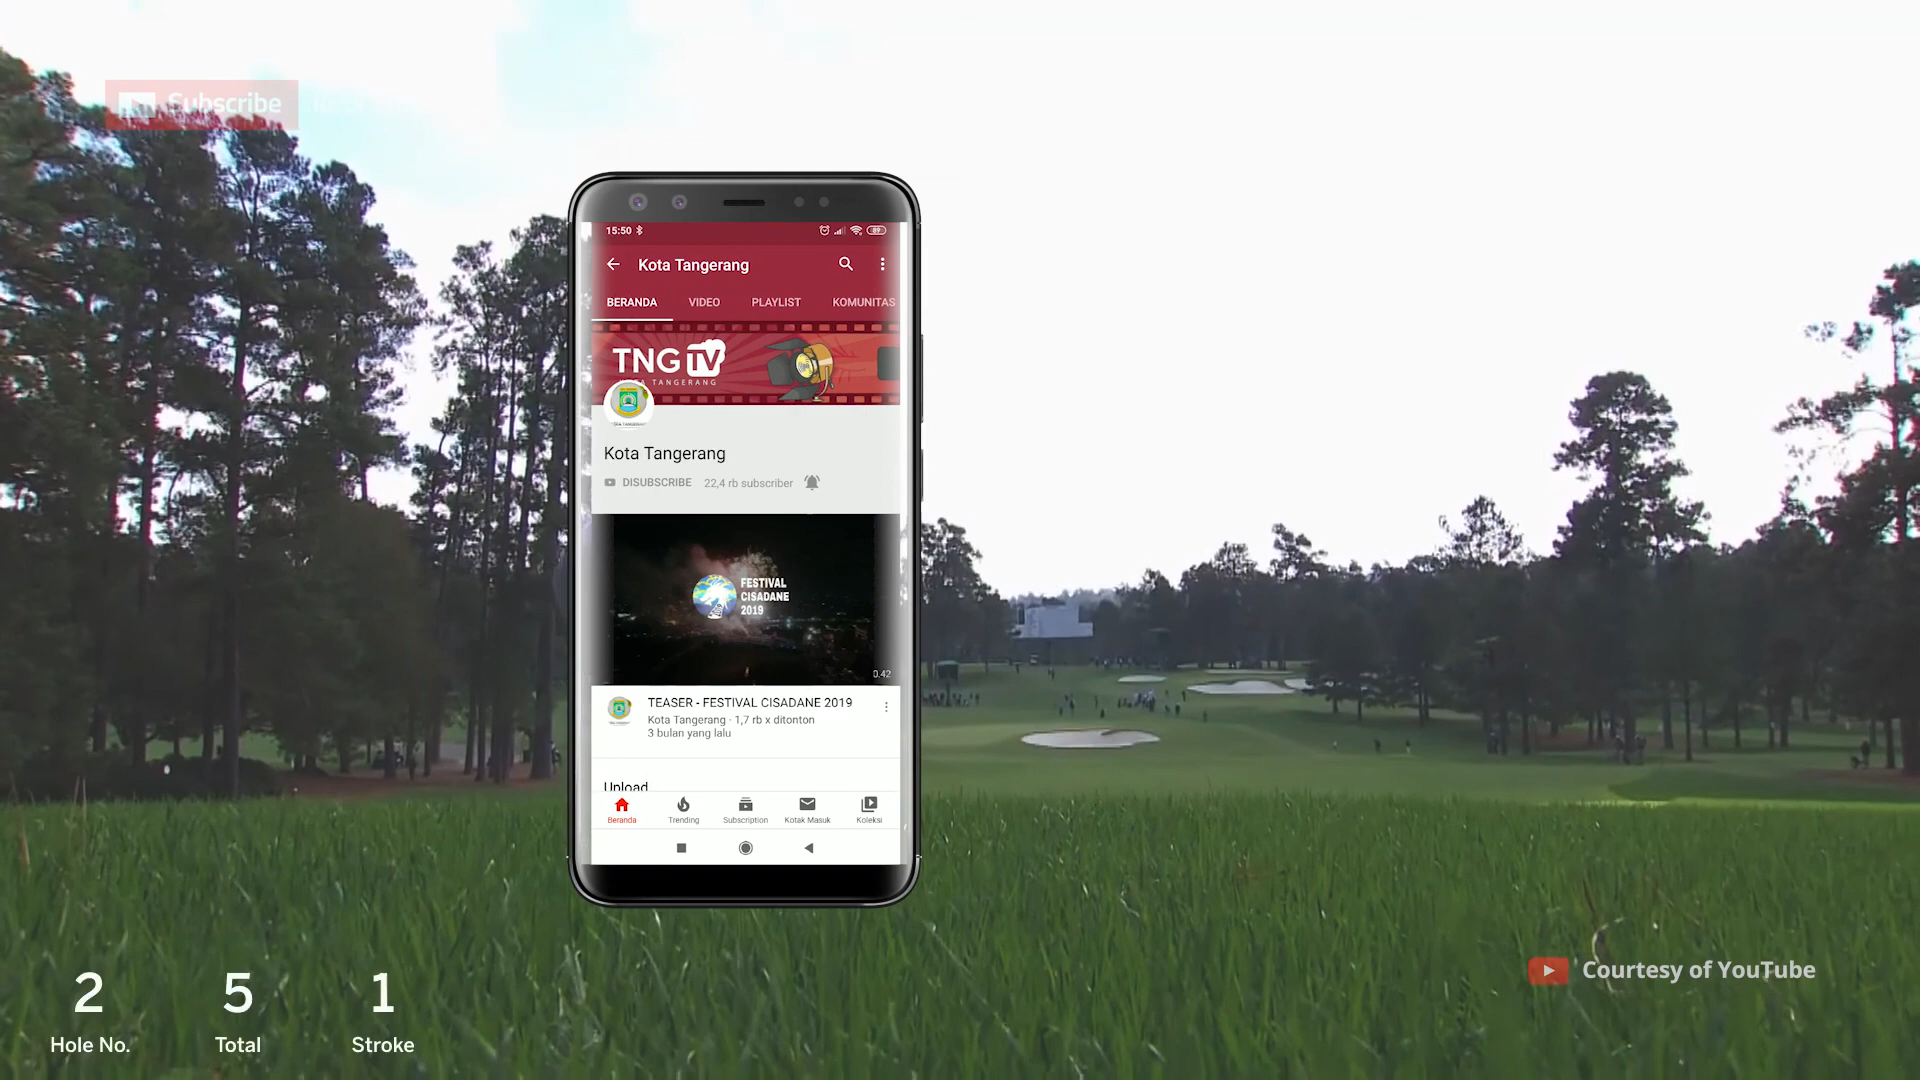 Subscribe
15:50
89
Kota Tangerang
BERANDA VIDEO PLAYLIST KOMUNITAS
TNG TV
KOTA TANGERANG
Kota Tangerang
DISUBSCRIBE 22,4 rb subscriber
FESTIVAL
CISADANE
2019
0.42
TEASER - FESTIVAL CISADANE 2019
Kota Tangerang · 1,7 rb x ditonton
3 bulan yang lalu
Upload
Beranda Trending Subscription Kotak Masuk Koleksi
Courtesy of YouTube
2 5 1
Hole No. Total Stroke